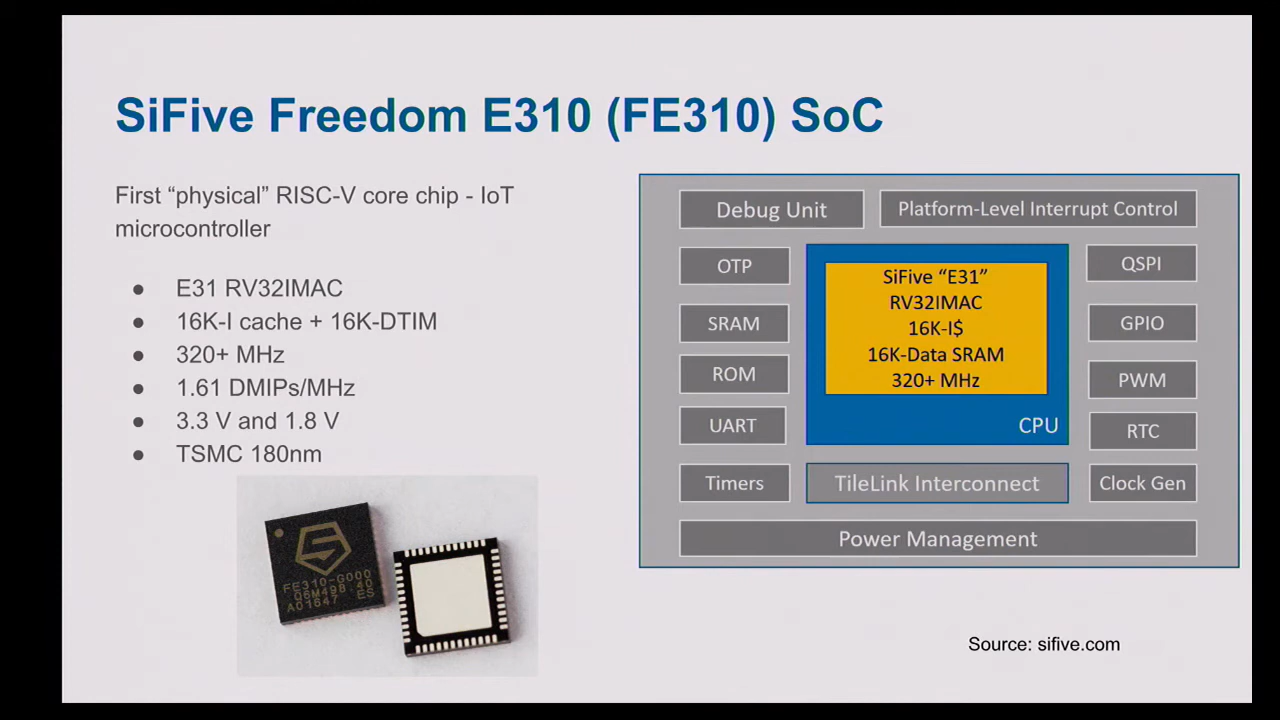 SiFive Freedom E310 (FE310) SoC
First “physical” RISC-V core chip - IoT
microcontroller
● E31 RV32IMAC
● 16K-I cache + 16K-DTIM
● 320+ MHz
● 1.61 DMIPs/MHz
● 3.3 V and 1.8 V
● TSMC 180nm
FE310-G000
Q6M498.40
A01647 ES
Debug Unit
Platform-Level Interrupt Control
OTP
SRAM
ROM
UART
Timers
SiFive “E31”
RV32IMAC
16K-I$
16K-Data SRAM
320+ MHz
CPU
TileLink Interconnect
QSPI
GPIO
PWM
RTC
Clock Gen
Power Management
Source: sifive.com